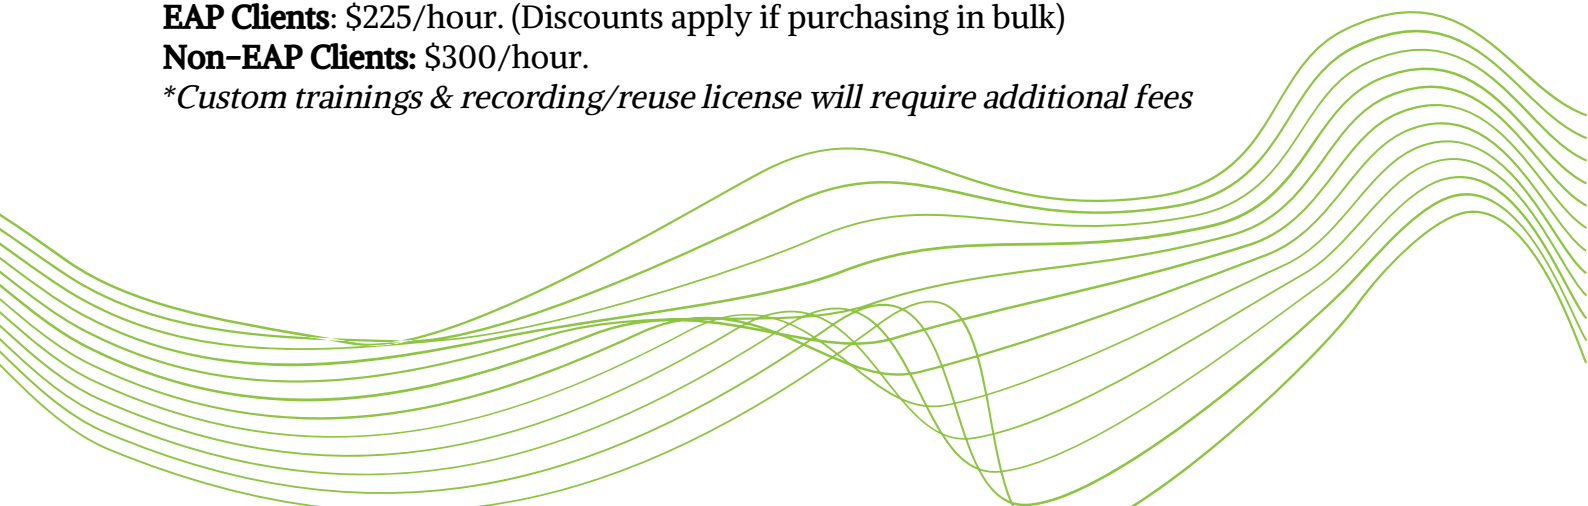 EAP Clients: $225/hour. (Discounts apply if purchasing in bulk)
Non-EAP Clients: $300/hour.
*Custom trainings & recording/reuse license will require additional fees